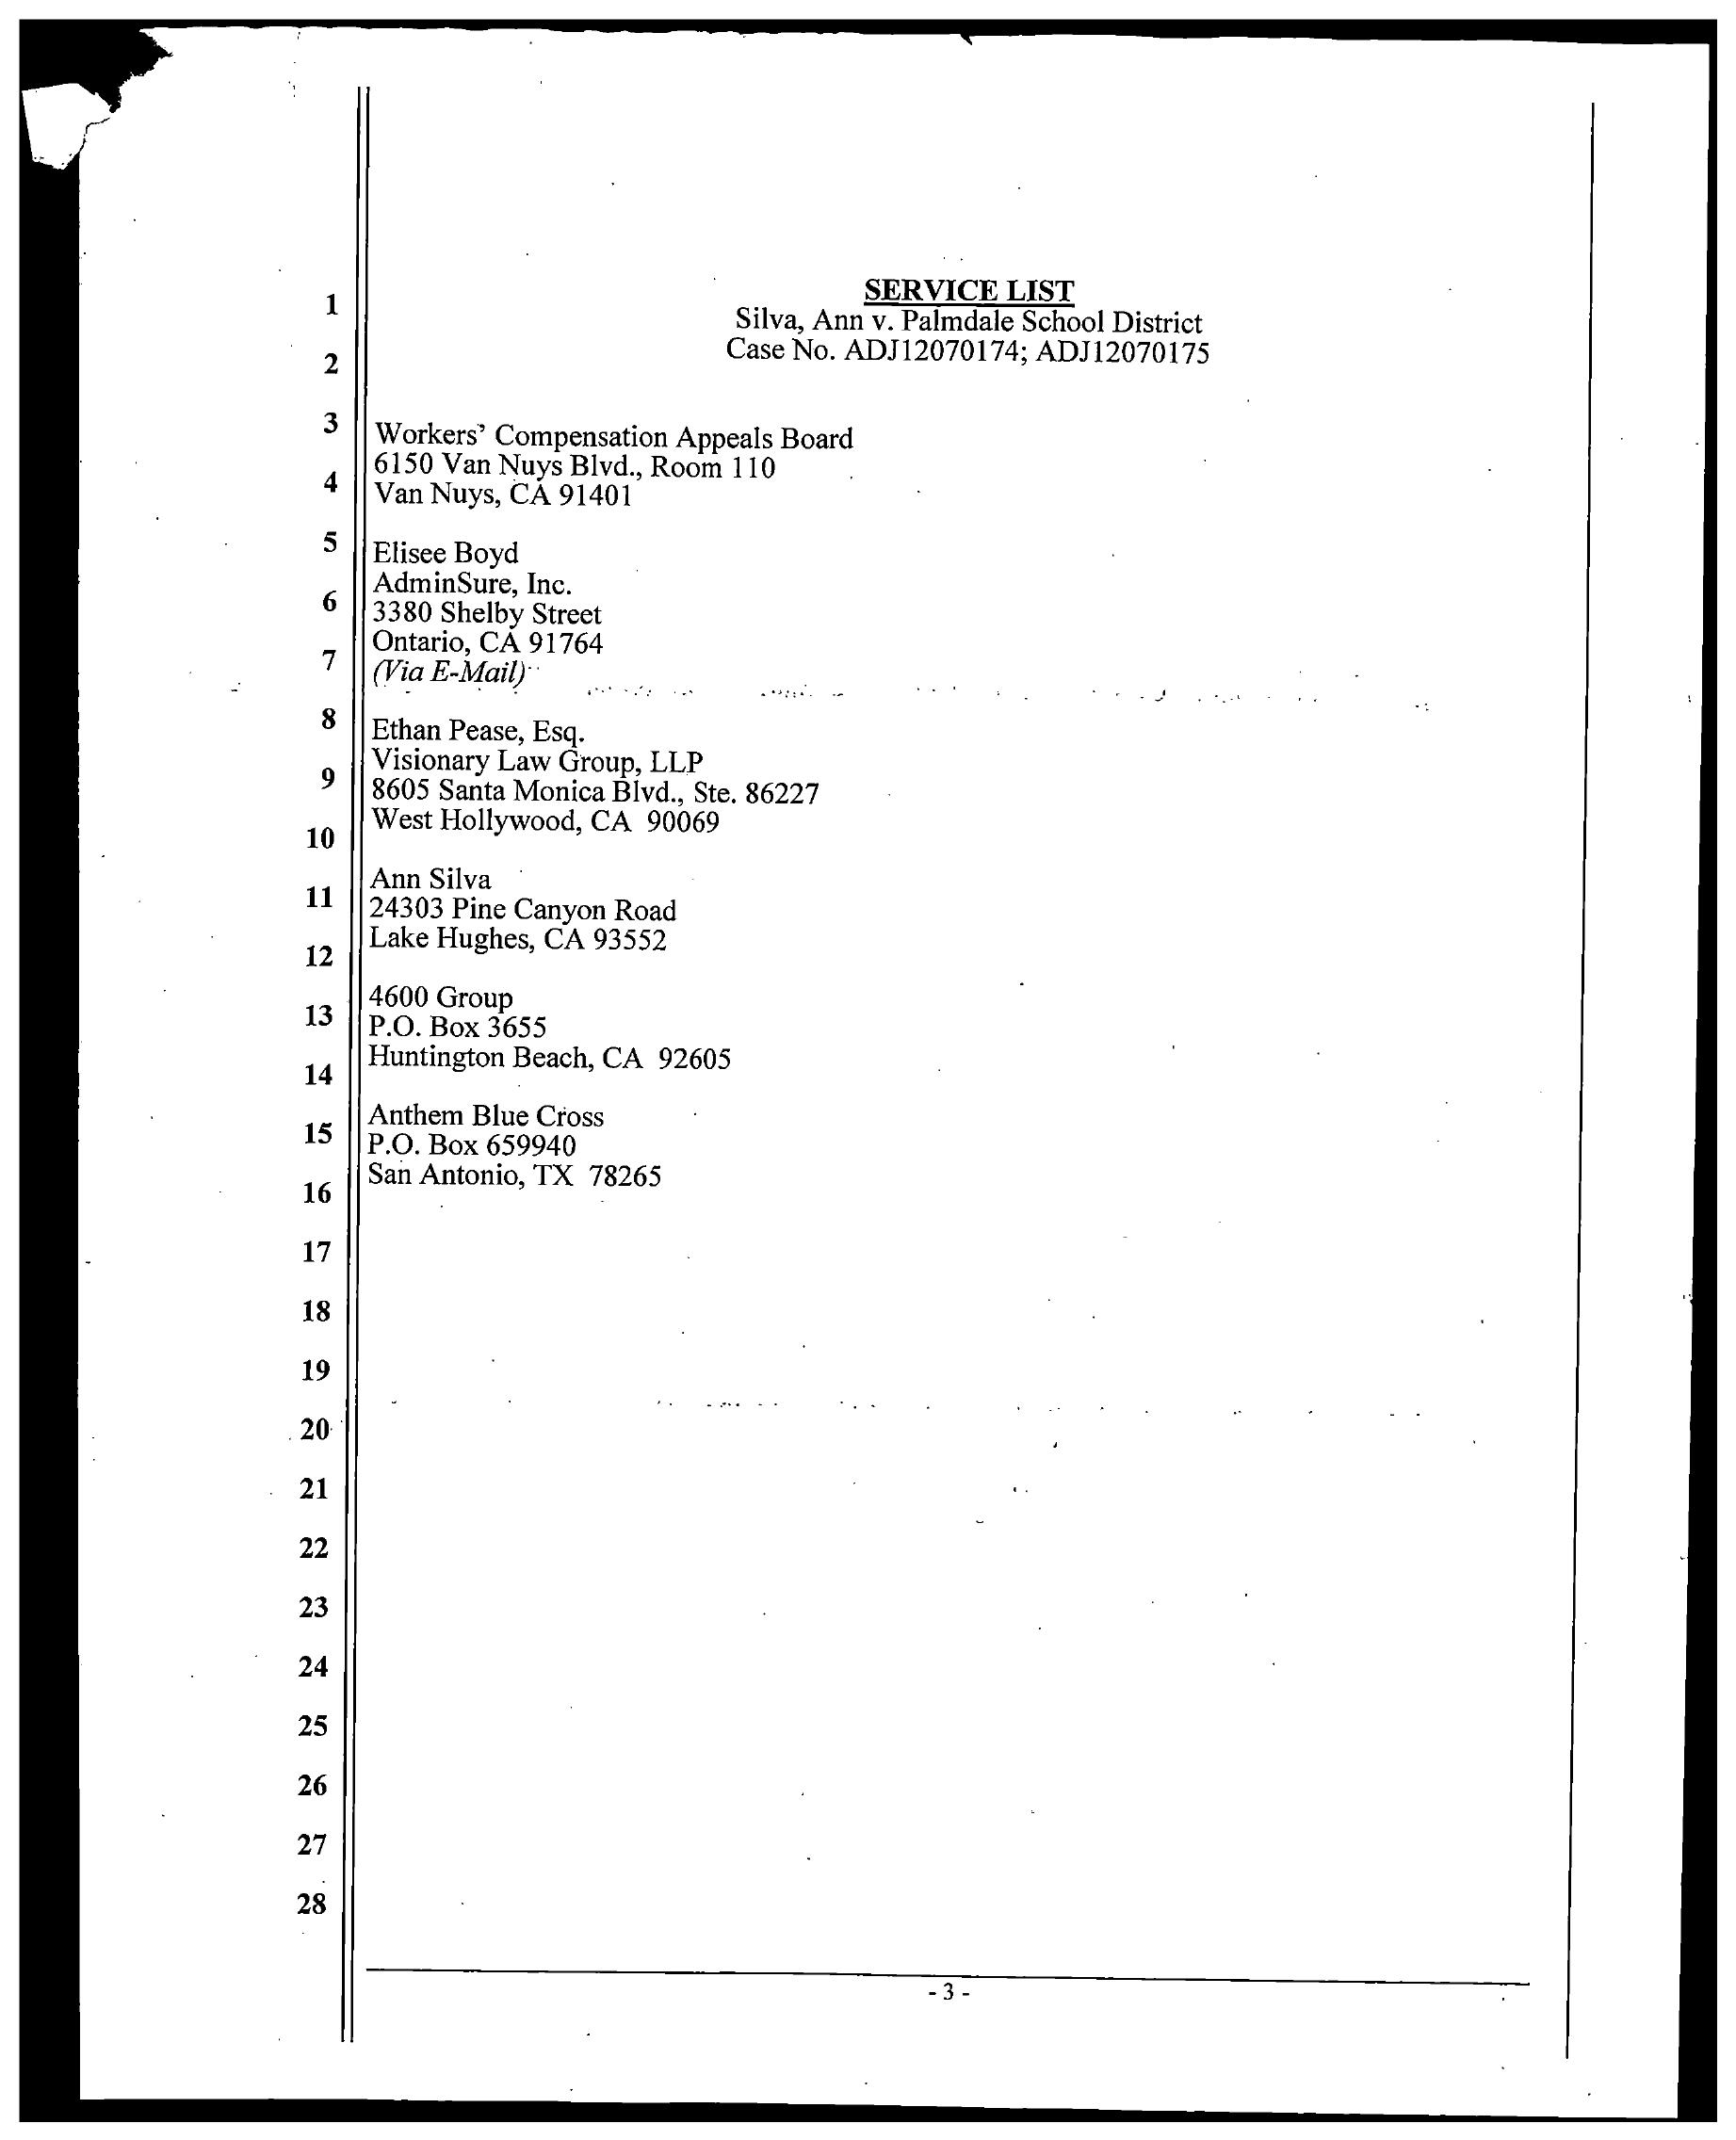 SERVICE LIST
Silva, Ann v. Palmdale School District
Case No. ADJ12070174; ADJ12070175
1
2
3
4
5
6
7
8
9
10
11
12
13
14
15
16
17
18
19
20
21
22
23
24
25
26
27
28
Workers' Compensation Appeals Board
6150 Van Nuys Blvd., Room 110
Van Nuys, CA 91401
Elisee Boyd
AdminSure, Inc.
3380 Shelby Street
Ontario, CA 91764
(Via E-Mail)
Ethan Pease, Esq.
Visionary Law Group, LLP
8605 Santa Monica Blvd., Ste. 86227
West Hollywood, CA 90069
Ann Silva
24303 Pine Canyon Road
Lake Hughes, CA 93552
4600 Group
P.O. Box 3655
Huntington Beach, CA 92605
Anthem Blue Cross
P.O. Box 659940
San Antonio, TX 78265
- 3 -